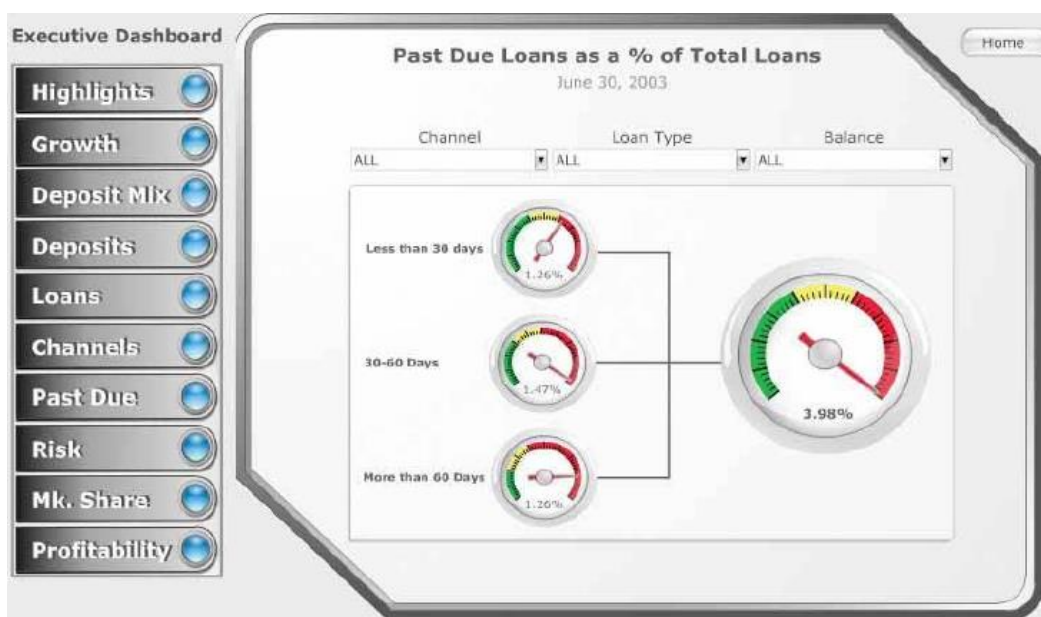 Executive Dashboard
Home
Highlights
Growth
Deposit Mix
Deposits
Loans
Channels
Past Due
Risk
Mk. Share
Profitability
Past Due Loans as a % of Total Loans
June 30, 2003
Channel Loan Type Balance
ALL ALL ALL
Less than 30 days
1.26%
30-60 Days
1.47%
3.98%
More than 60 Days
1.26%